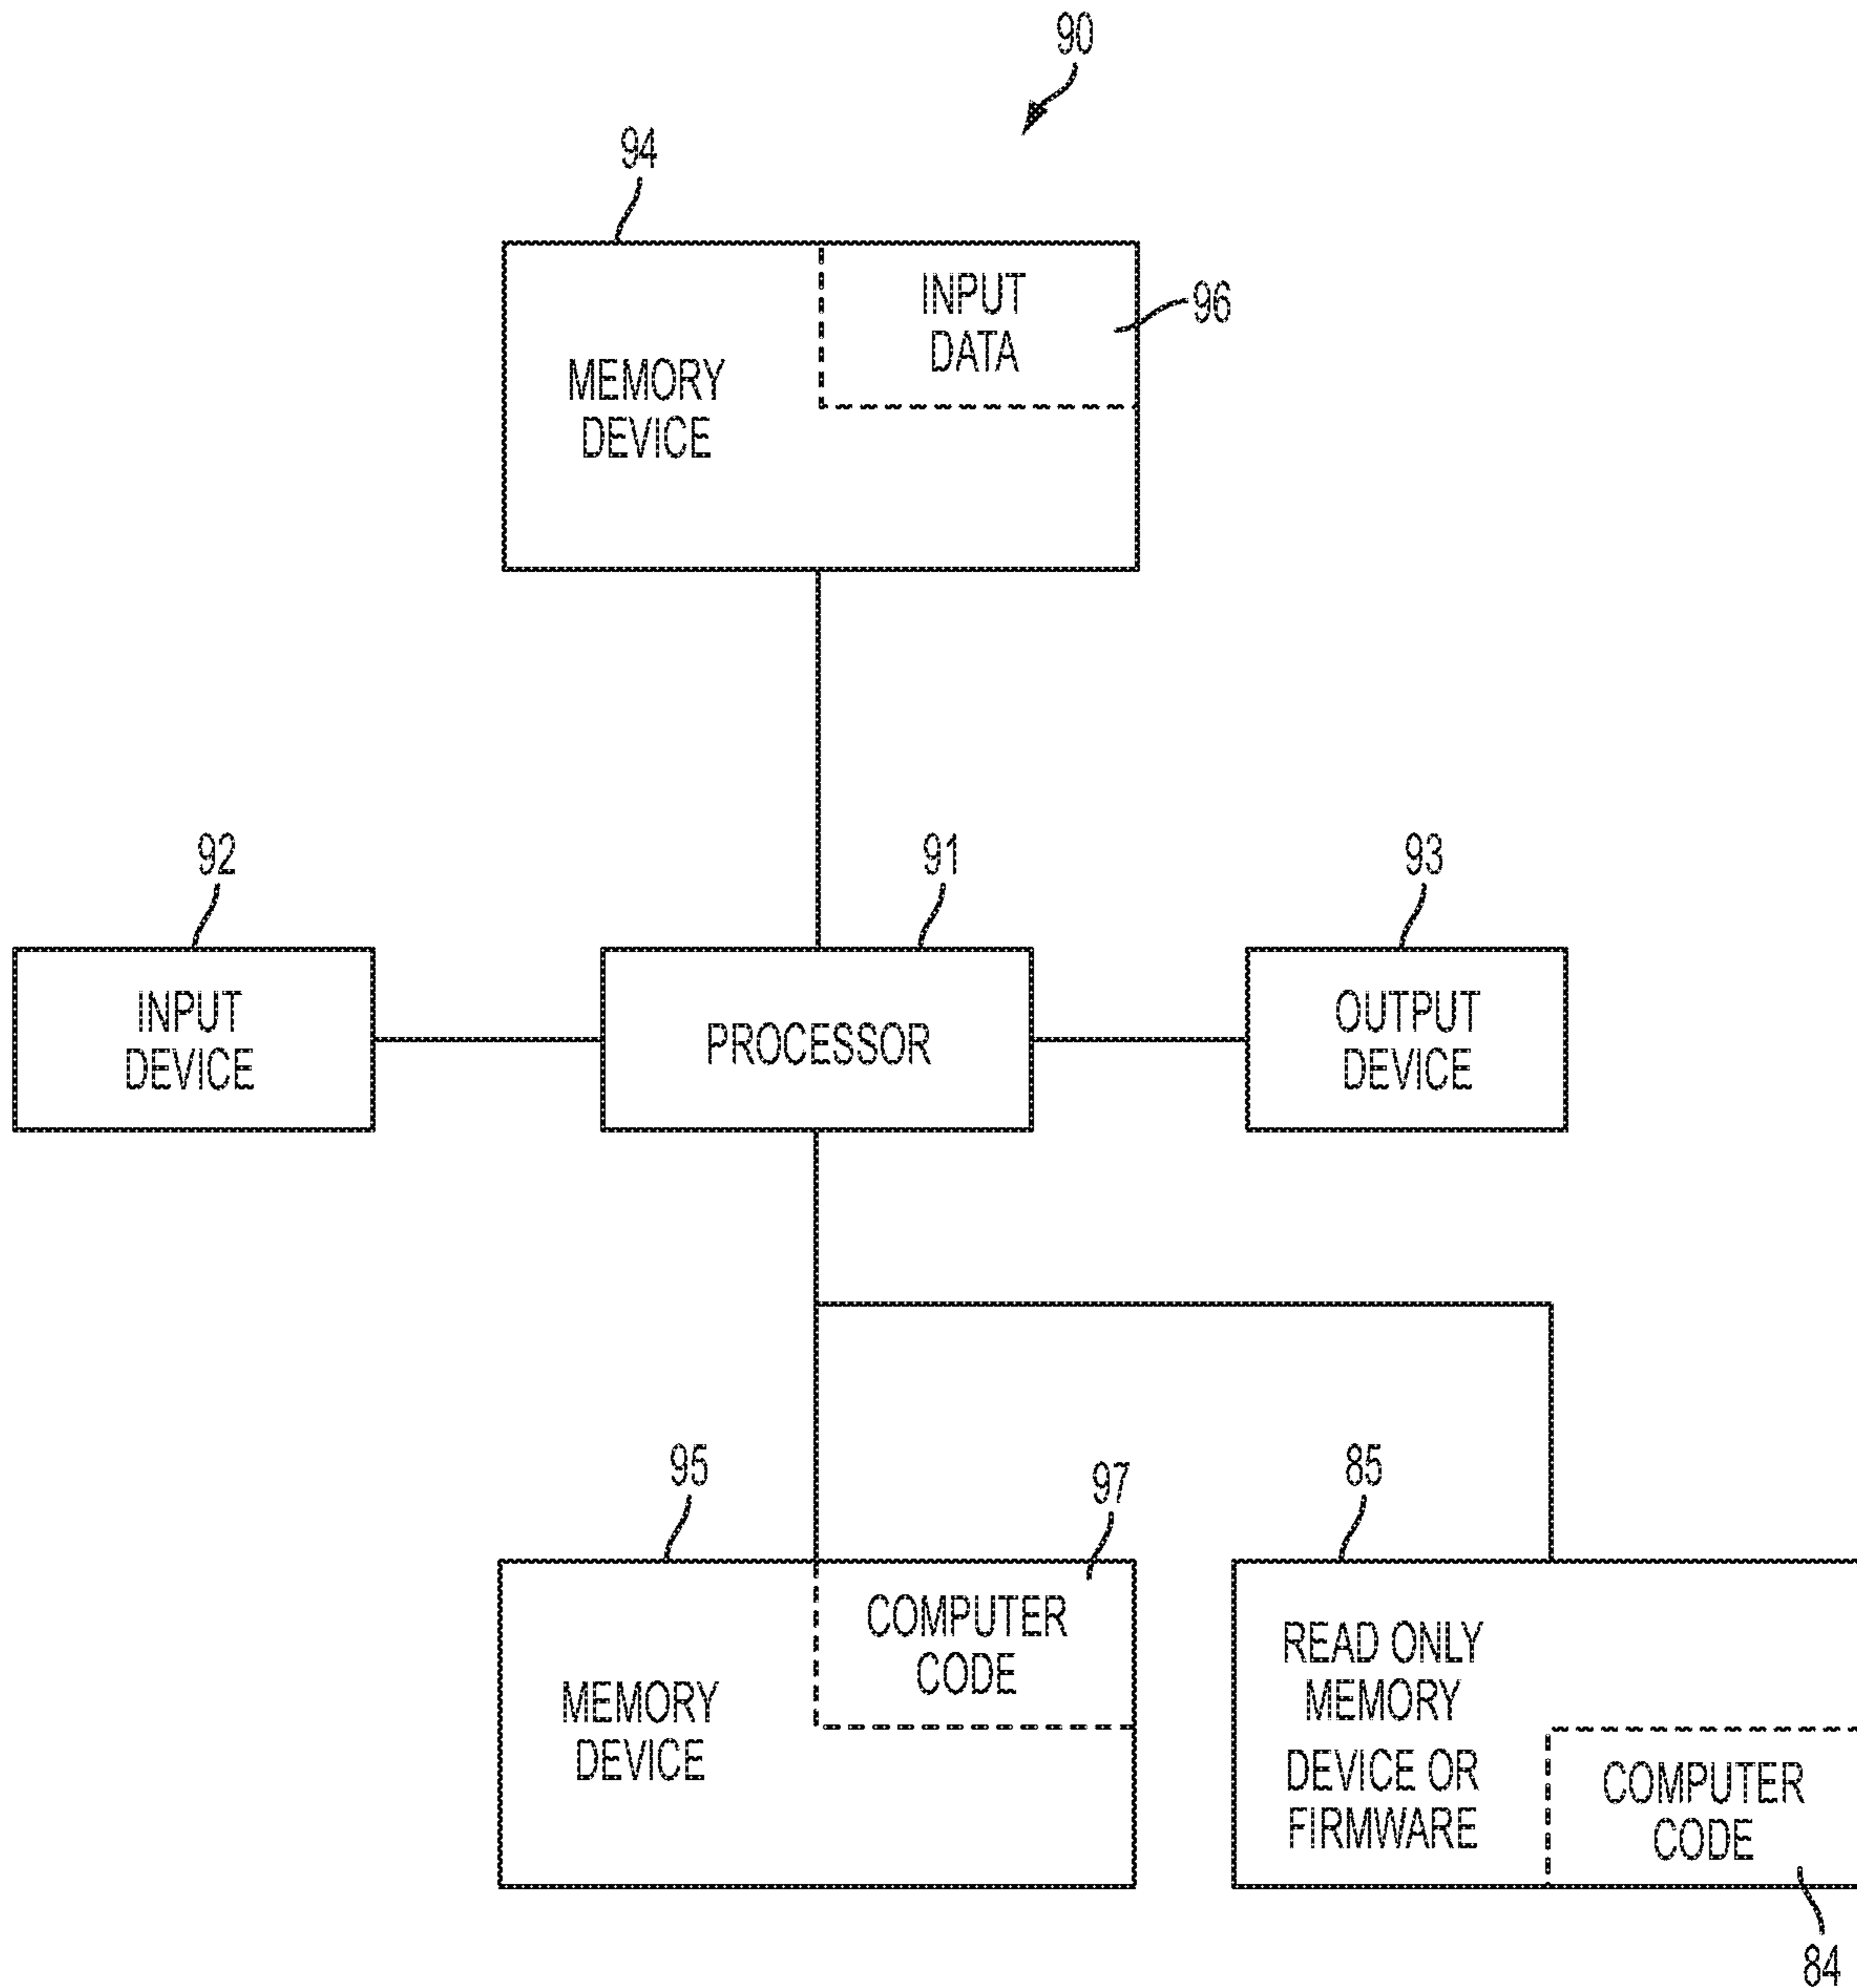 90
94
INPUT
DATA
96
MEMORY
DEVICE
92
91
93
INPUT
DEVICE
PROCESSOR
OUTPUT
DEVICE
95
97
85
COMPUTER
CODE
MEMORY
DEVICE
READ ONLY
MEMORY
DEVICE OR
FIRMWARE
COMPUTER
CODE
84